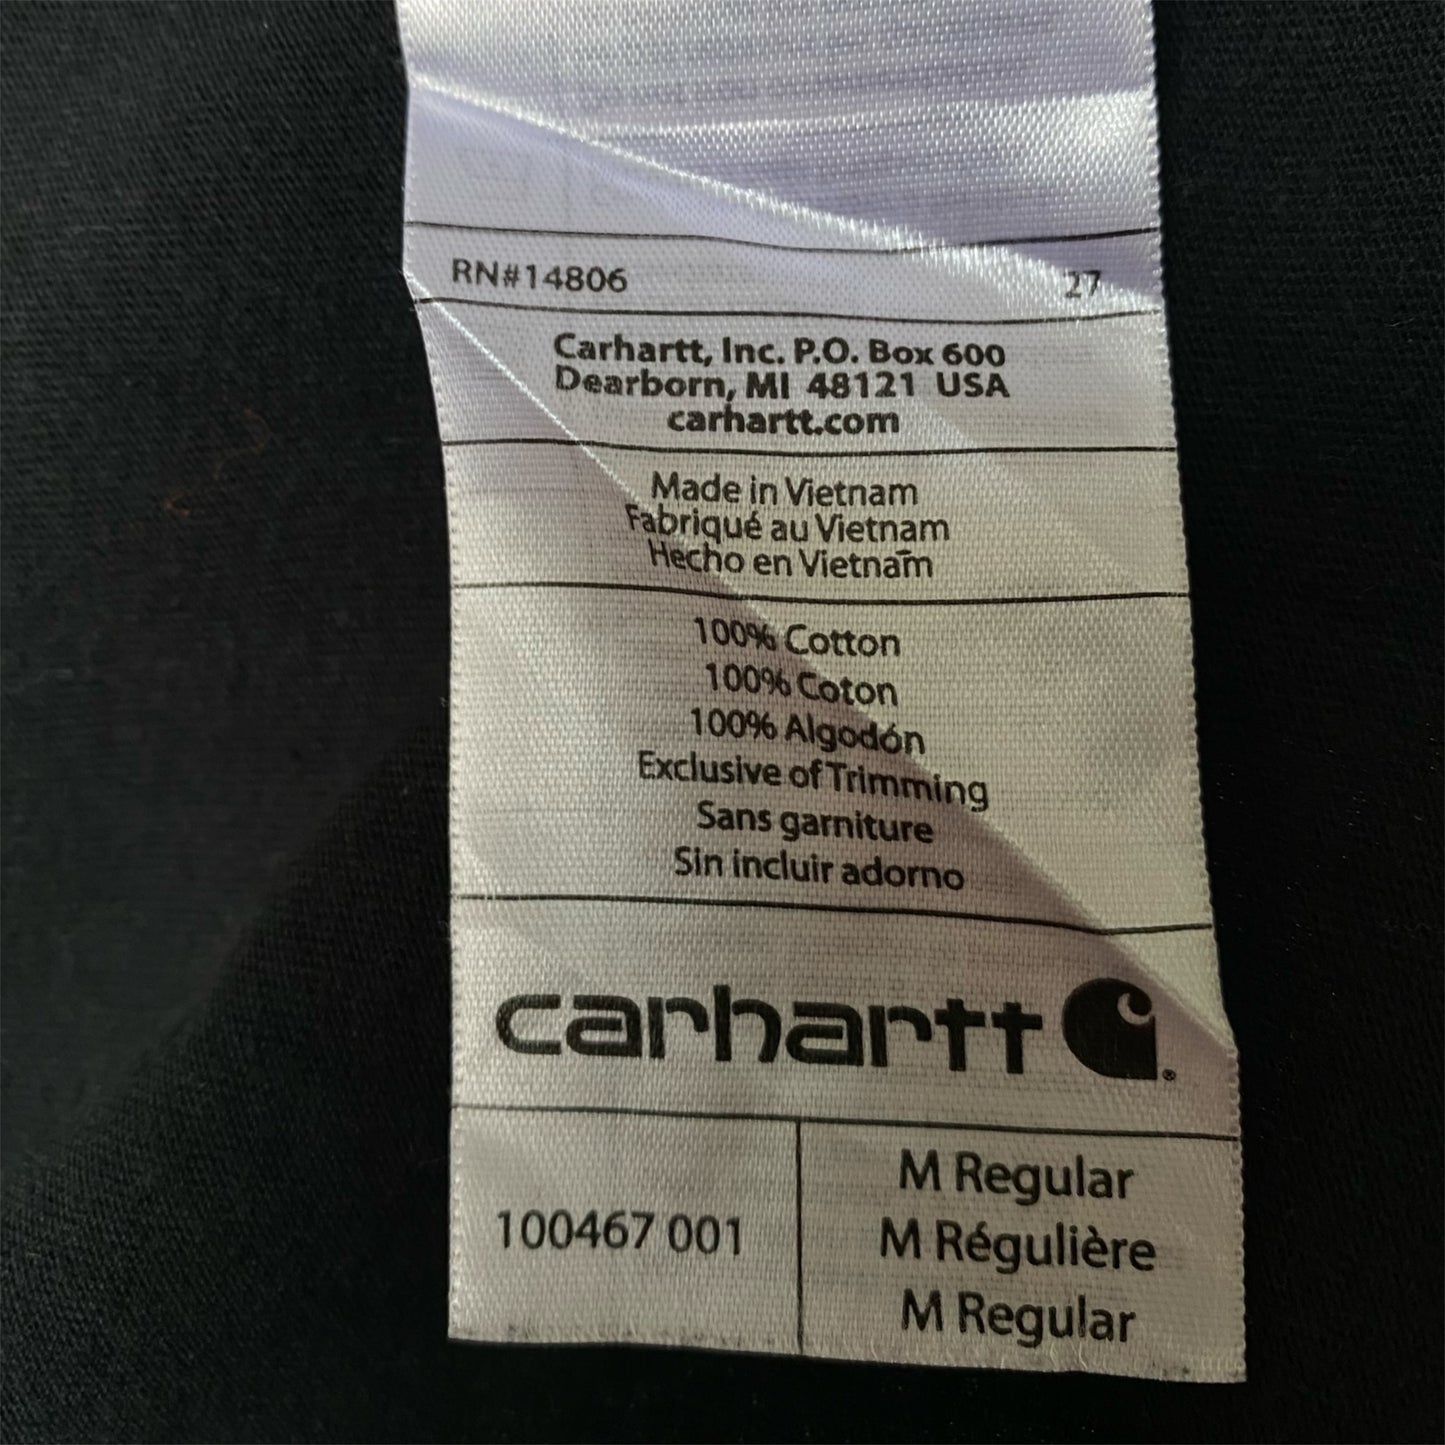 RN#14806 27
Carhartt, Inc. P.O. Box 600
Dearborn, MI 48121 USA
carhartt.com
Made in Vietnam
Fabriqué au Vietnam
Hecho en Vietnam
100% Cotton
100% Coton
100% Algodón
Exclusive of Trimming
Sans garniture
Sin incluir adorno
carhartt
100467 001
M Regular
M Régulière
M Regular